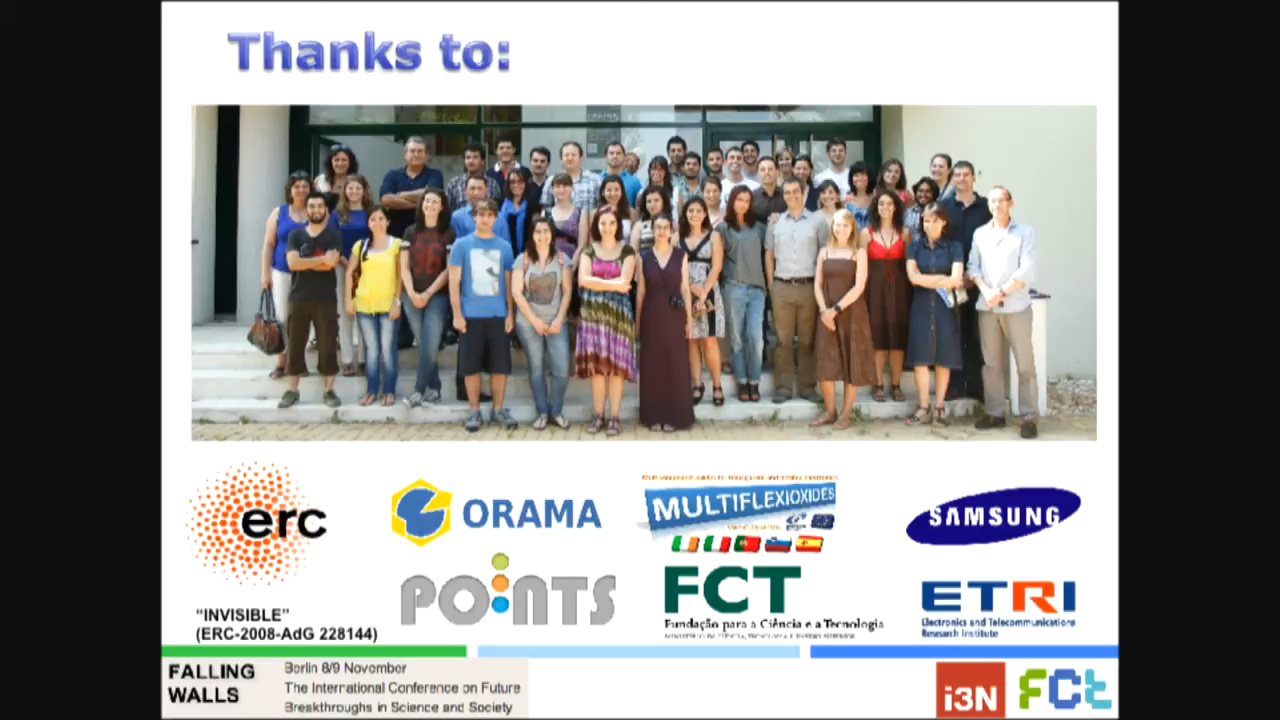 Thanks to:
erc
ORAMA
MULTIFLEXIOXIDES
SAMSUNG
POINTS
FCT
Fundação para a Ciência e a Tecnologia
ETRI
Electronics and Telecommunications
Research Institute
"INVISIBLE"
(ERC-2008-AdG 228144)
FALLING
WALLS
Berlin 8/9 November
The International Conference on Future
Breakthroughs in Science and Society
i3N
FCt